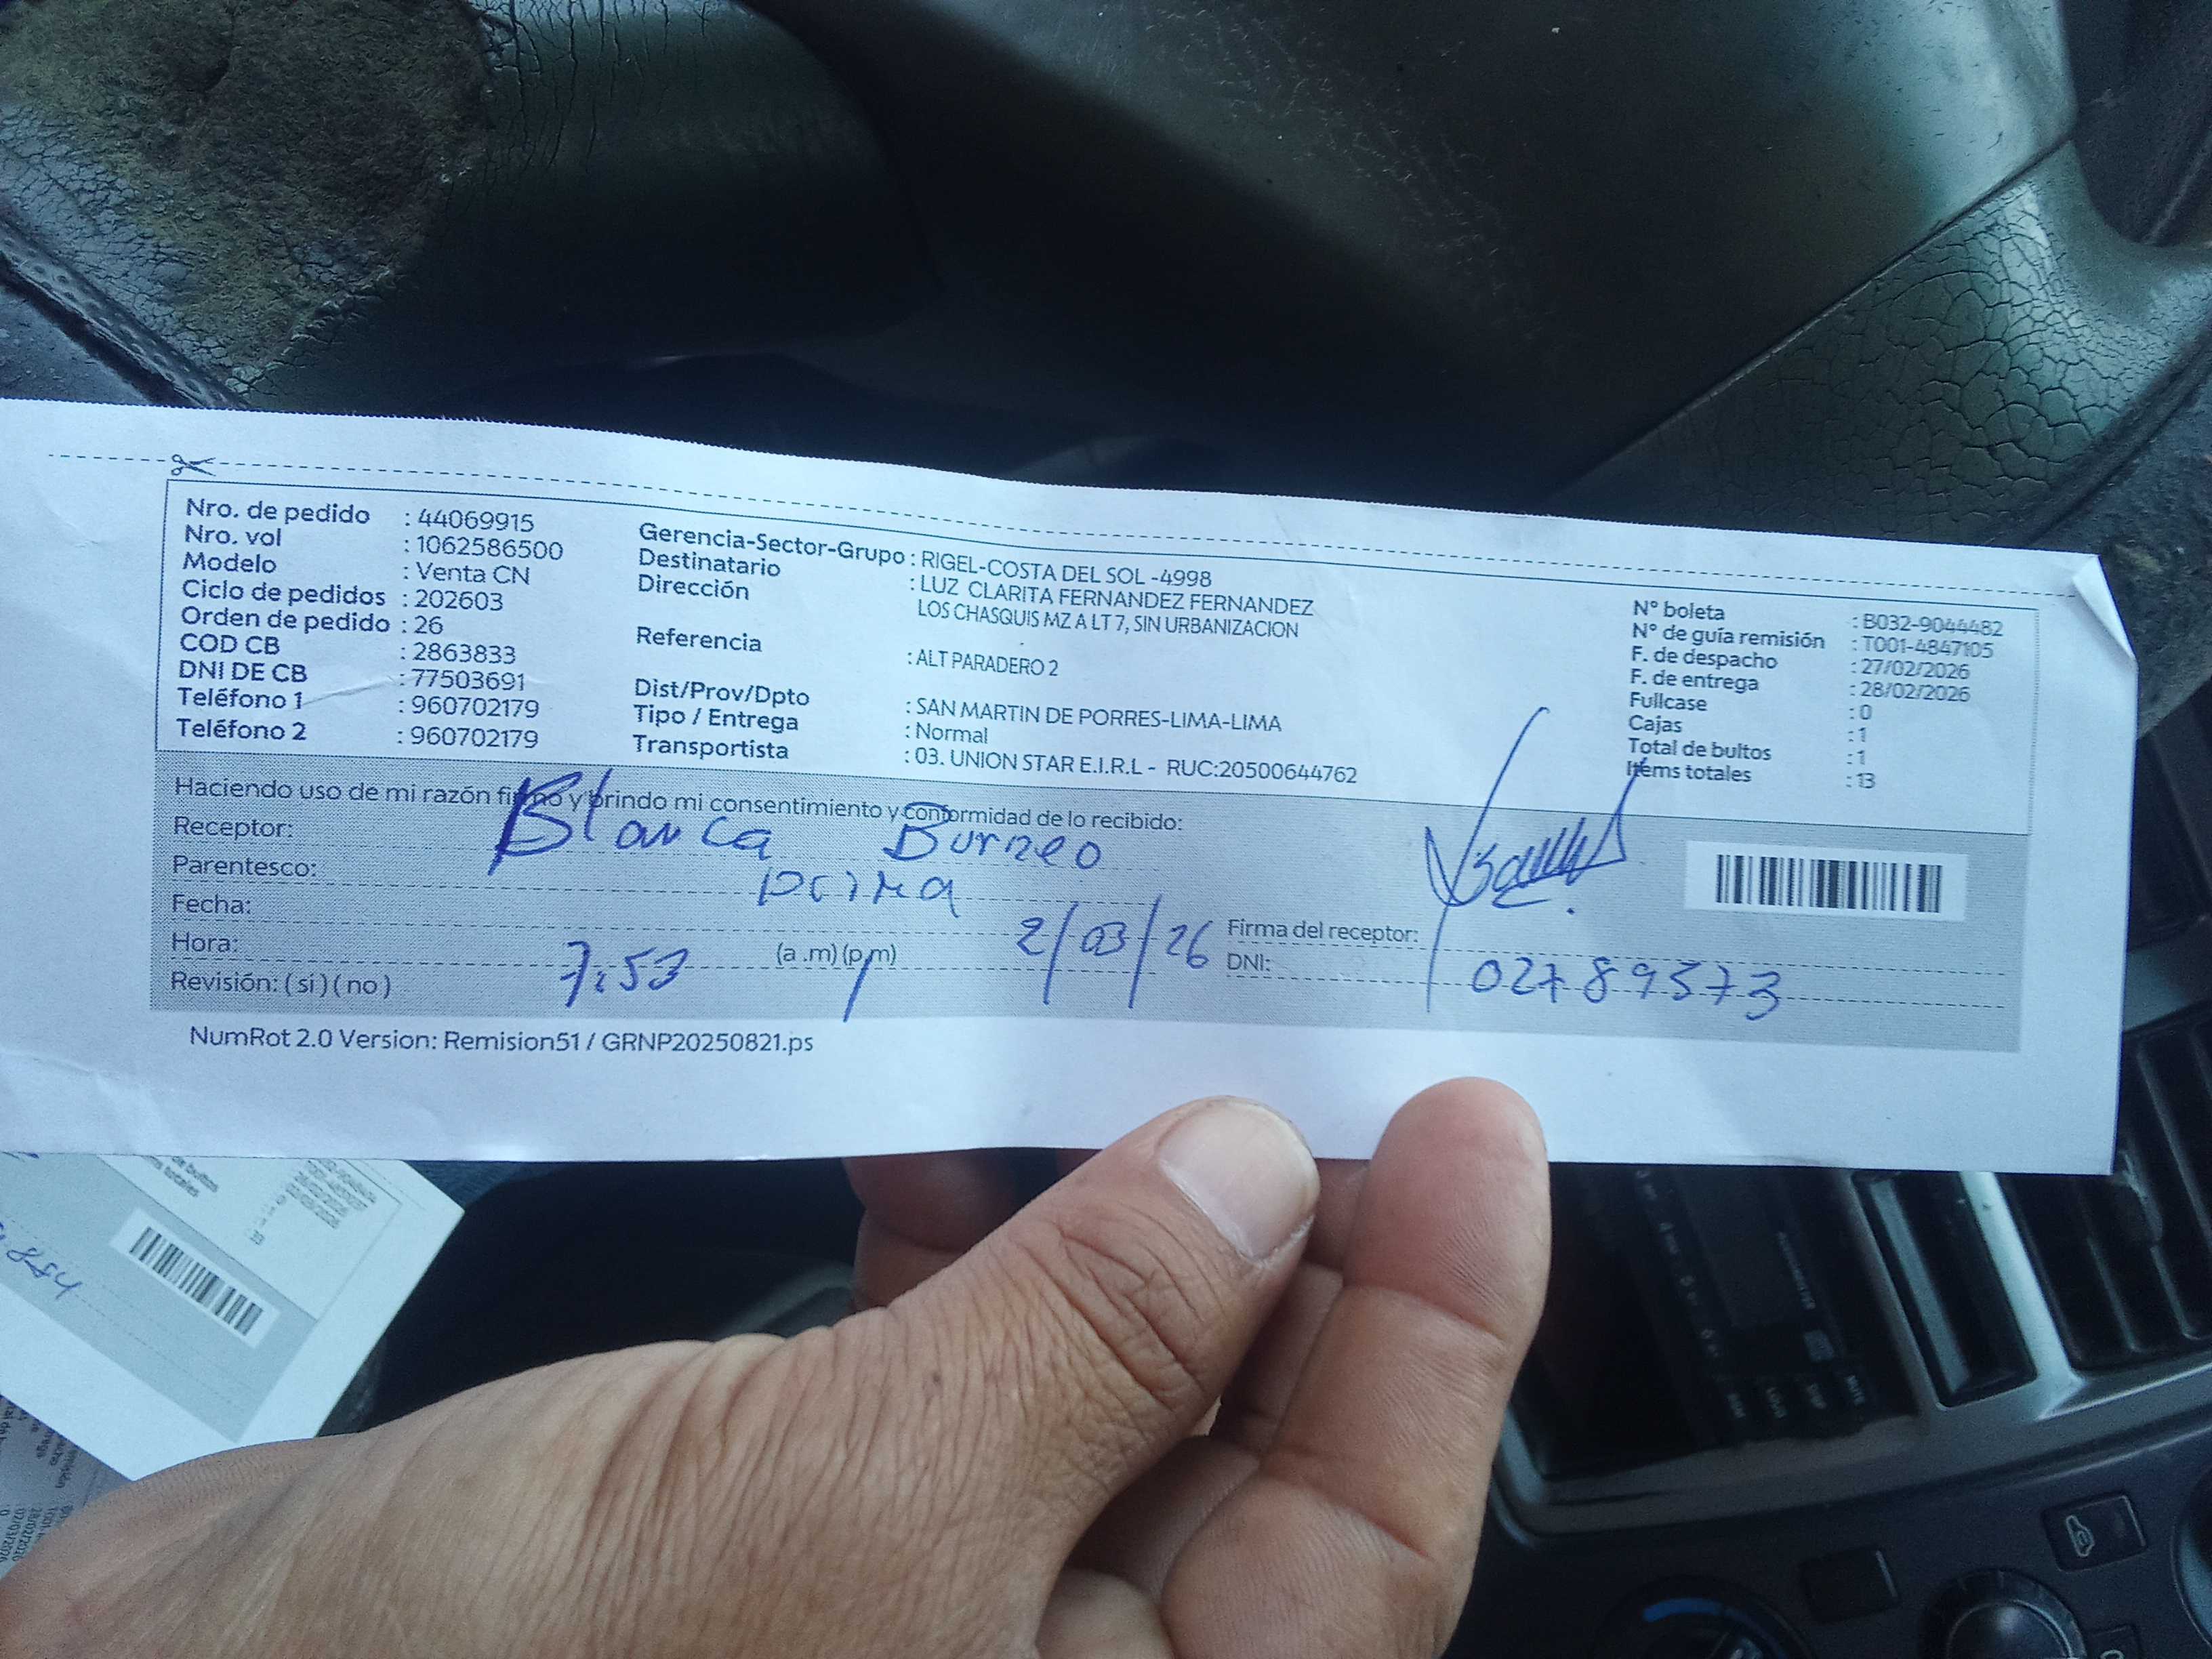 Nro. de pedido : 44069915
Nro. vol : 1062586500
Modelo : Venta CN
Ciclo de pedidos : 202603
Orden de pedido : 26
COD CB : 2863833
DNI DE CB : 77503691
Teléfono 1 : 960702179
Teléfono 2 : 960702179
Gerencia-Sector-Grupo : RIGEL-COSTA DEL SOL -4998
Destinatario : LUZ CLARITA FERNANDEZ FERNANDEZ
Dirección LOS CHASQUIS MZ A LT 7, SIN URBANIZACION
Referencia : ALT PARADERO 2
Dist/Prov/Dpto : SAN MARTIN DE PORRES-LIMA-LIMA
Tipo / Entrega : Normal
Transportista : 03. UNION STAR E.I.R.L - RUC:20500644762
N° boleta : B032-9044482
N° de guía remisión : T001-4847105
F. de despacho : 27/02/2026
F. de entrega : 28/02/2026
Fullcase : 0
Cajas : 1
Total de bultos : 1
Items totales : 13
Haciendo uso de mi razón firmo y brindo mi consentimiento y conformidad de lo recibido:
Receptor: Blanca Burneo
Parentesco: prima
Fecha: 2/03/26
Hora: 7:53 (a .m) (p.m)
Revisión: ( si ) ( no )
Firma del receptor:
DNI: 02789573
NumRot 2.0 Version: Remision51 / GRNP20250821.ps